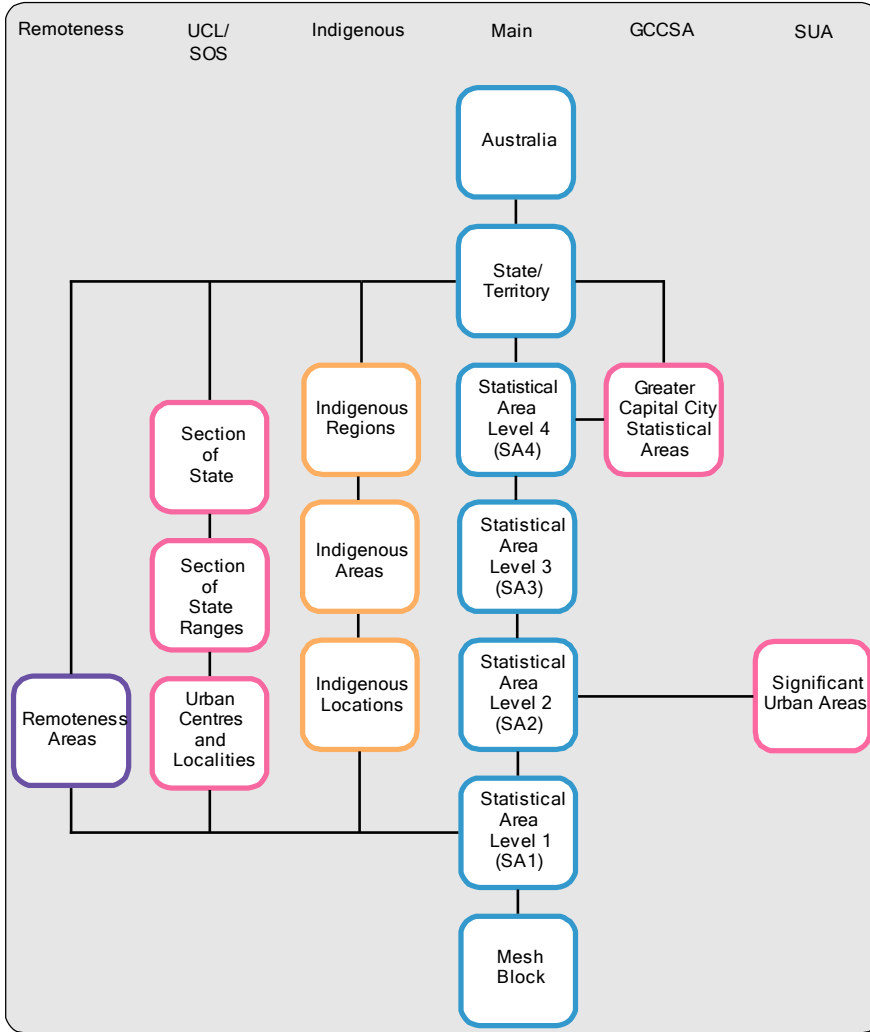 Remoteness
UCL/
SOS
Indigenous
Main
GCCSA
SUA
Australia
State/
Territory
Statistical
Area
Level 4
(SA4)
Greater
Capital City
Statistical
Areas
Indigenous
Regions
Section
of
State
Statistical
Area
Level 3
(SA3)
Indigenous
Areas
Section
of
State
Ranges
Statistical
Area
Level 2
(SA2)
Significant
Urban Areas
Indigenous
Locations
Urban
Centres
and
Localities
Remoteness
Areas
Statistical
Area
Level 1
(SA1)
Mesh
Block